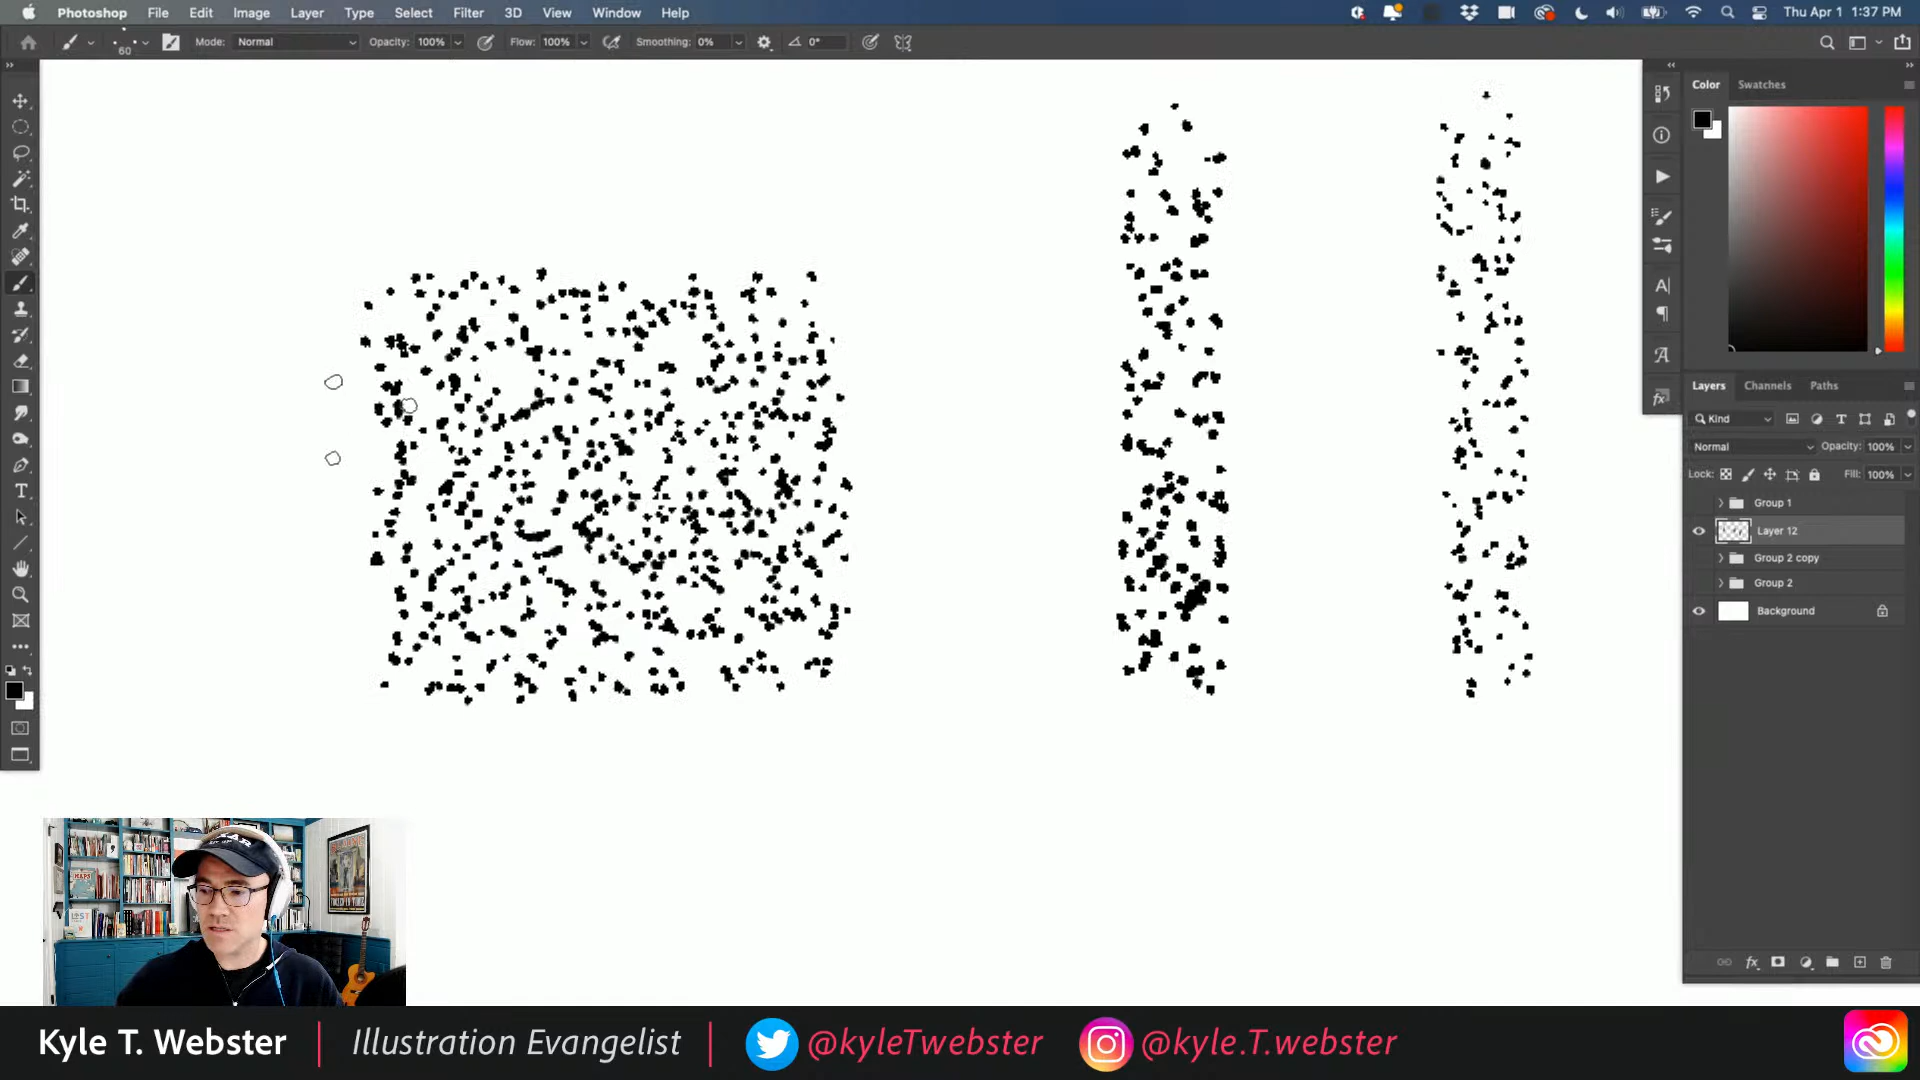 Photoshop File Edit Image Layer Type Select Filter 3D View Window Help Thu Apr 1 1:37 PM
60 Mode: Normal Opacity: 100% Flow: 100% Smoothing: 0% 0°
Color Swatches
Layers Channels Paths
Kind
Normal Opacity: 100%
Lock: Fill: 100%
Group 1
Layer 12
Group 2 copy
Group 2
Background
Kyle T. Webster | Illustration Evangelist | @kyleTwebster @kyle.T.webster